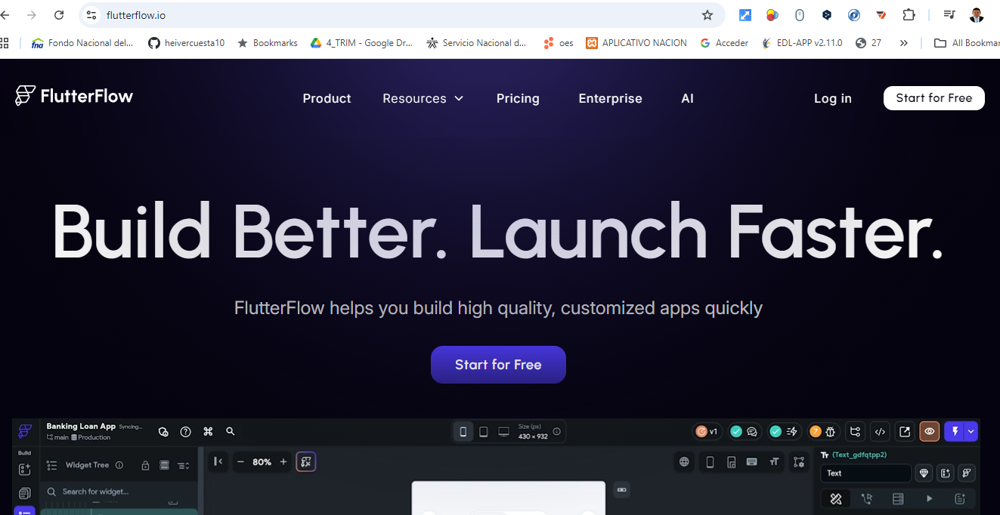 flutterflow.io
Fondo Nacional del... heivercuesta10 Bookmarks 4_TRIM - Google Dr... Servicio Nacional d... oes APLICATIVO NACION Acceder EDL-APP v2.11.0 27 » All Bookmar
FlutterFlow Product Resources Pricing Enterprise AI Log in Start for Free
Build Better. Launch Faster.
FlutterFlow helps you build high quality, customized apps quickly
Start for Free
Banking Loan App Syncing...
main Production
Size (px)
430 × 932
v1
7
Build
Widget Tree
80%
Tr (Text_gdfqtpp2)
Text
Search for widget...